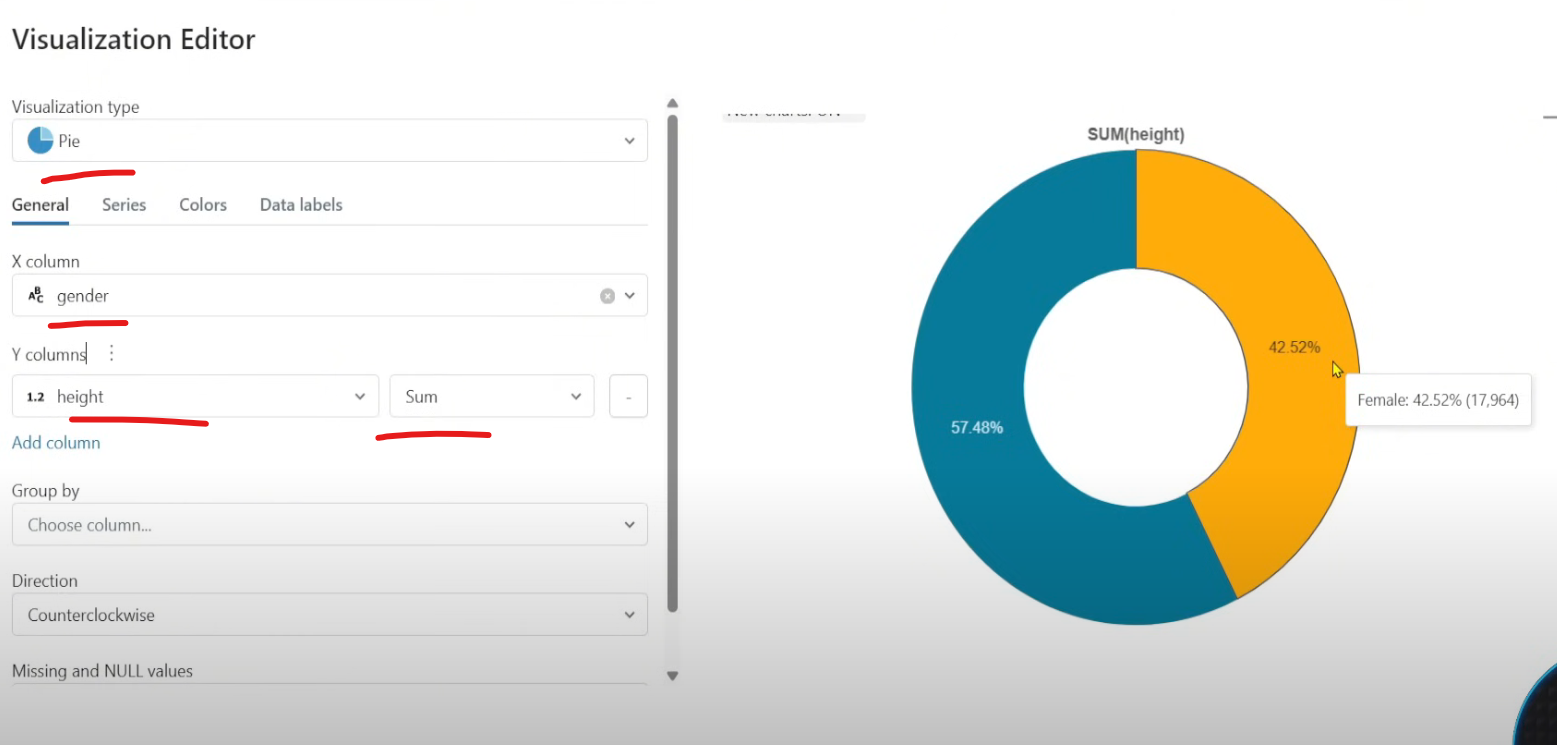 Visualization Editor
Visualization type
Pie
General Series Colors Data labels
X column
gender
Y columns
1.2 height Sum -
Add column
Group by
Choose column...
Direction
Counterclockwise
Missing and NULL values
SUM(height)
42.52%
Female: 42.52% (17,964)
57.48%